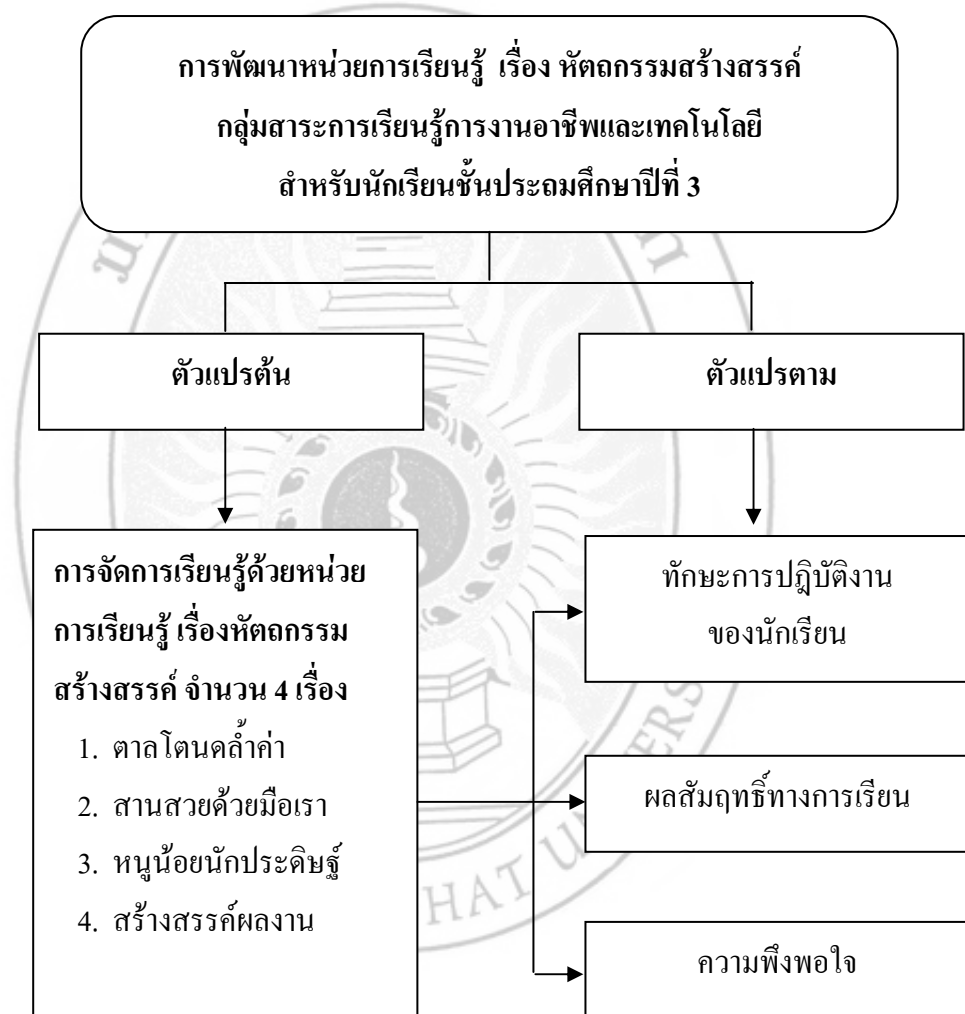 การพัฒนาหน่วยการเรียนรู้ เรื่อง หัตถกรรมสร้างสรรค์
กลุ่มสาระการเรียนรู้การงานอาชีพและเทคโนโลยี
สำหรับนักเรียนชั้นประถมศึกษาปีที่ 3
ตัวแปรต้น
ตัวแปรตาม
การจัดการเรียนรู้ด้วยหน่วย
การเรียนรู้ เรื่องหัตถกรรม
สร้างสรรค์ จำนวน 4 เรื่อง
1. ตาลโตนดล้ำค่า
2. สานสวยด้วยมือเรา
3. หนูน้อยนักประดิษฐ์
4. สร้างสรรค์ผลงาน
ทักษะการปฏิบัติงาน
ของนักเรียน
ผลสัมฤทธิ์ทางการเรียน
ความพึงพอใจ